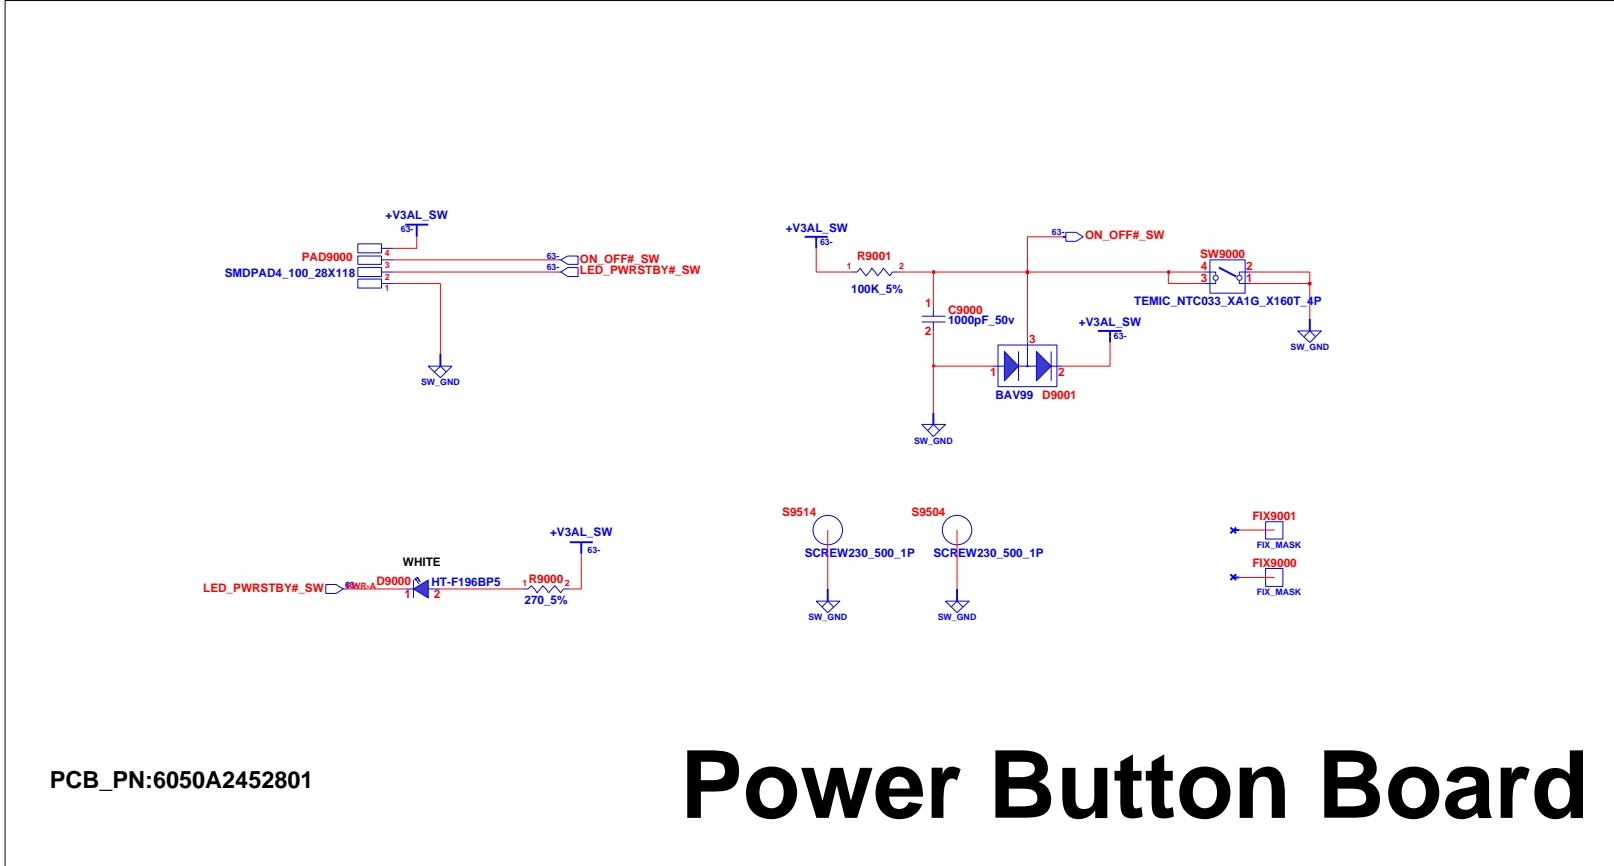 +V3AL_SW
63-
PAD9000
4
63-
ON_OFF#_SW
3
63-
LED_PWRSTBY#_SW
SMDPAD4_100_28X118
2
1
SW_GND
+V3AL_SW
63-
R9001
1
2
100K_5%
63-
ON_OFF#_SW
SW9000
4
2
3
1
TEMIC_NTC033_XA1G_X160T_4P
SW_GND
1
C9000
1000pF_50v
2
+V3AL_SW
63-
3
1
2
BAV99
D9001
SW_GND
+V3AL_SW
63-
WHITE
LED_PWRSTBY#_SW
D9000
HT-F196BP5
1
2
1
R9000
2
270_5%
S9514
SCREW230_500_1P
SW_GND
S9504
SCREW230_500_1P
SW_GND
FIX9001
FIX_MASK
FIX9000
FIX_MASK
PCB_PN:6050A2452801
Power Button Board